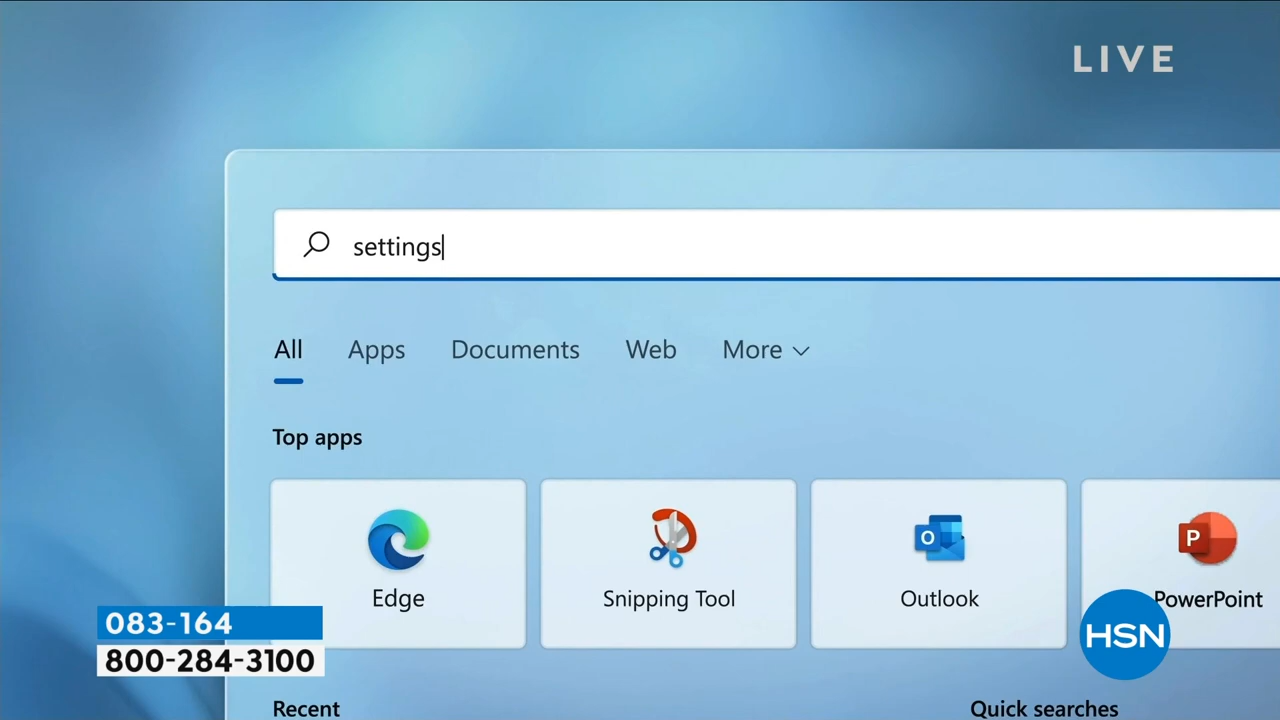 LIVE
settings
All Apps Documents Web More
Top apps
Edge Snipping Tool Outlook PowerPoint
083-164
800-284-3100
HSN
Recent Quick searches